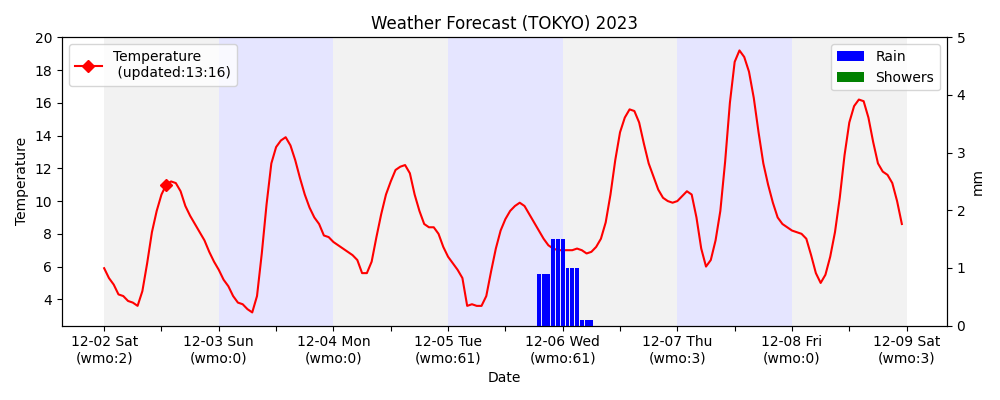 Weather Forecast (TOKYO) 2023
Temperature
(updated:13:16)
Rain
Showers
Temperature
20
18
16
14
12
10
8
6
4
5
4
3
2
1
0
mm
12-02 Sat
(wmo:2)
12-03 Sun
(wmo:0)
12-04 Mon
(wmo:0)
12-05 Tue
(wmo:61)
12-06 Wed
(wmo:61)
12-07 Thu
(wmo:3)
12-08 Fri
(wmo:0)
12-09 Sat
(wmo:3)
Date